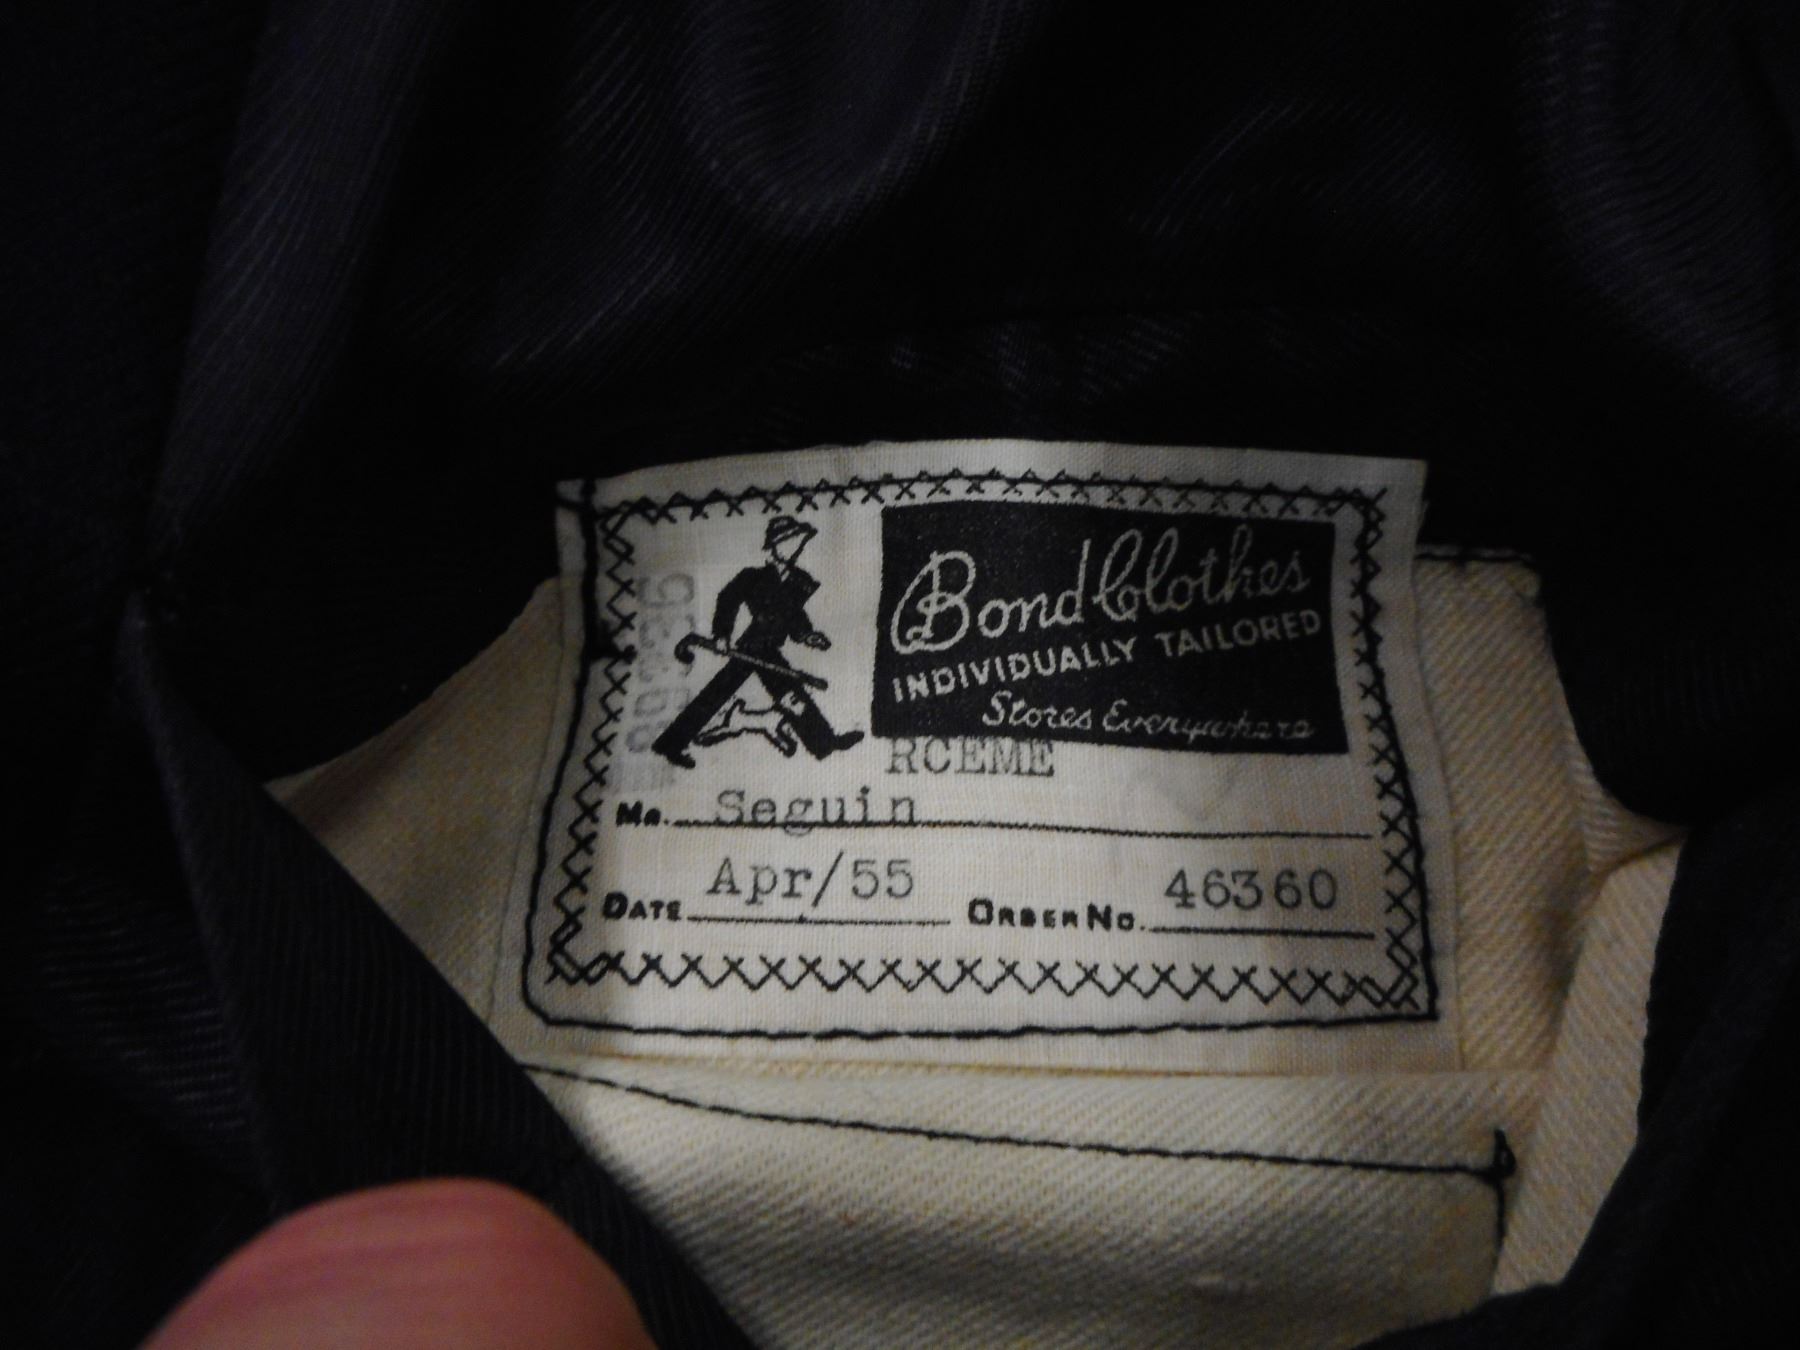 Bond Clothes
INDIVIDUALLY TAILORED
Stores Everywhere
RCEME
Mr. Seguin
DATE Apr/55 ORDER NO. 46360